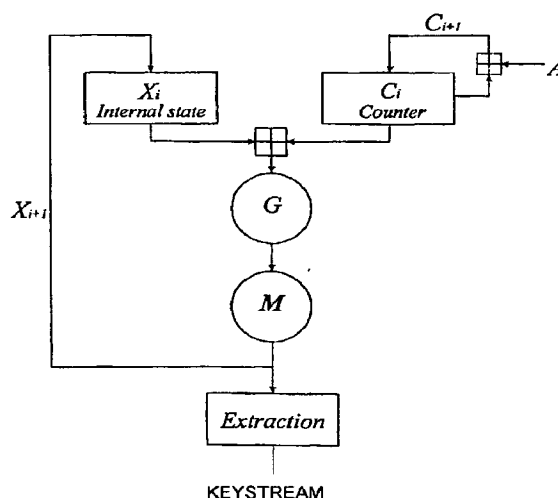 C_{i+1}
A
X_i
Internal state
C_i
Counter
G
X_{i+1}
M
Extraction
KEYSTREAM